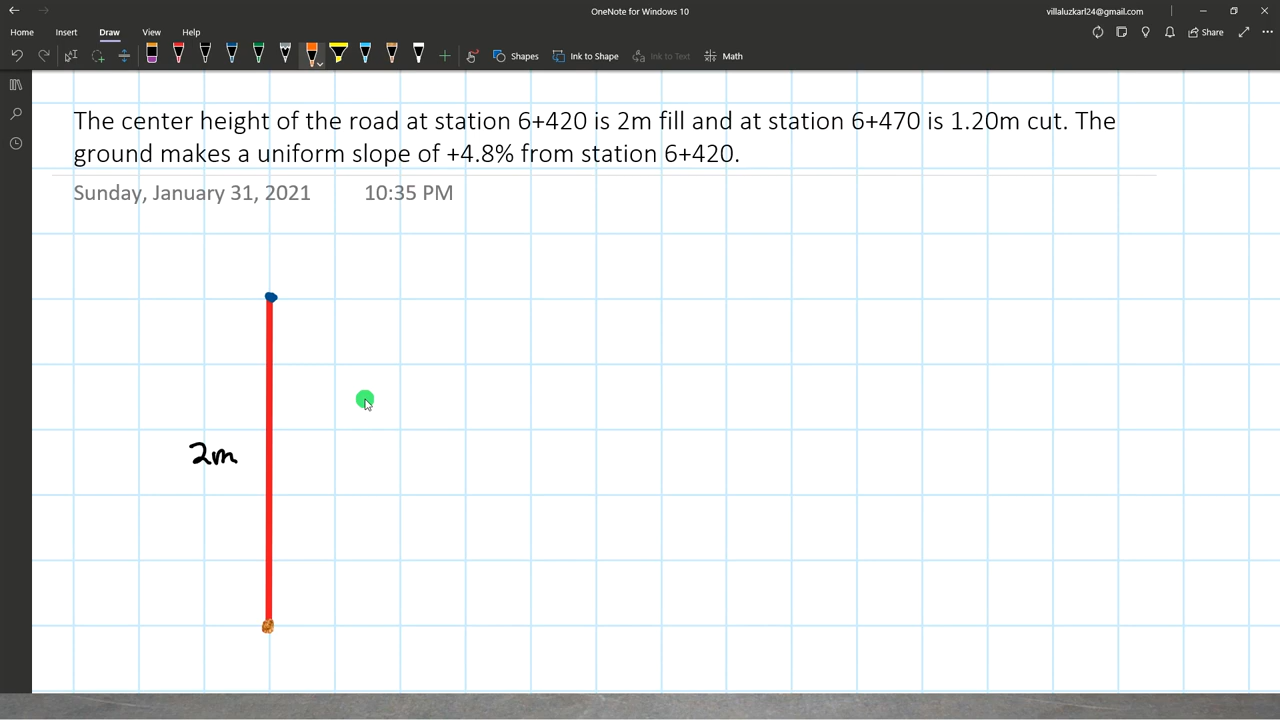 OneNote for Windows 10
villaluzkarl24@gmail.com
Home Insert Draw View Help
Share
Shapes Ink to Shape Ink to Text Math
The center height of the road at station 6+420 is 2m fill and at station 6+470 is 1.20m cut. The
ground makes a uniform slope of +4.8% from station 6+420.
Sunday, January 31, 2021 10:35 PM
2m